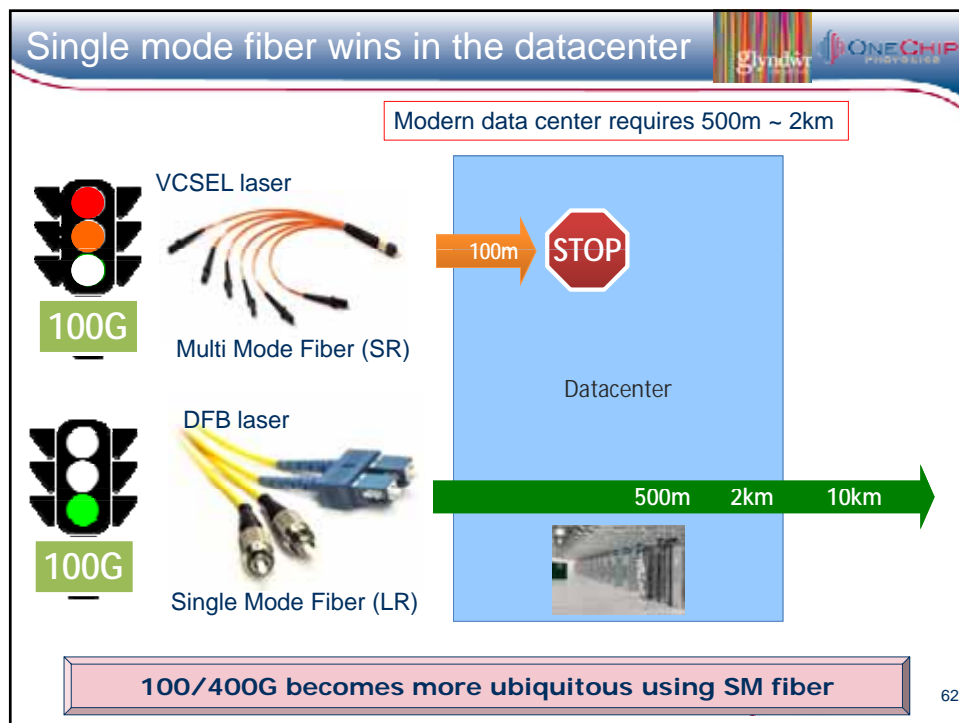 Single mode fiber wins in the datacenter
glyndwr
ONECHIP
PHOTONICS
Modern data center requires 500m ~ 2km
VCSEL laser
100m
STOP
100G
Multi Mode Fiber (SR)
Datacenter
DFB laser
500m 2km 10km
100G
Single Mode Fiber (LR)
100/400G becomes more ubiquitous using SM fiber
62